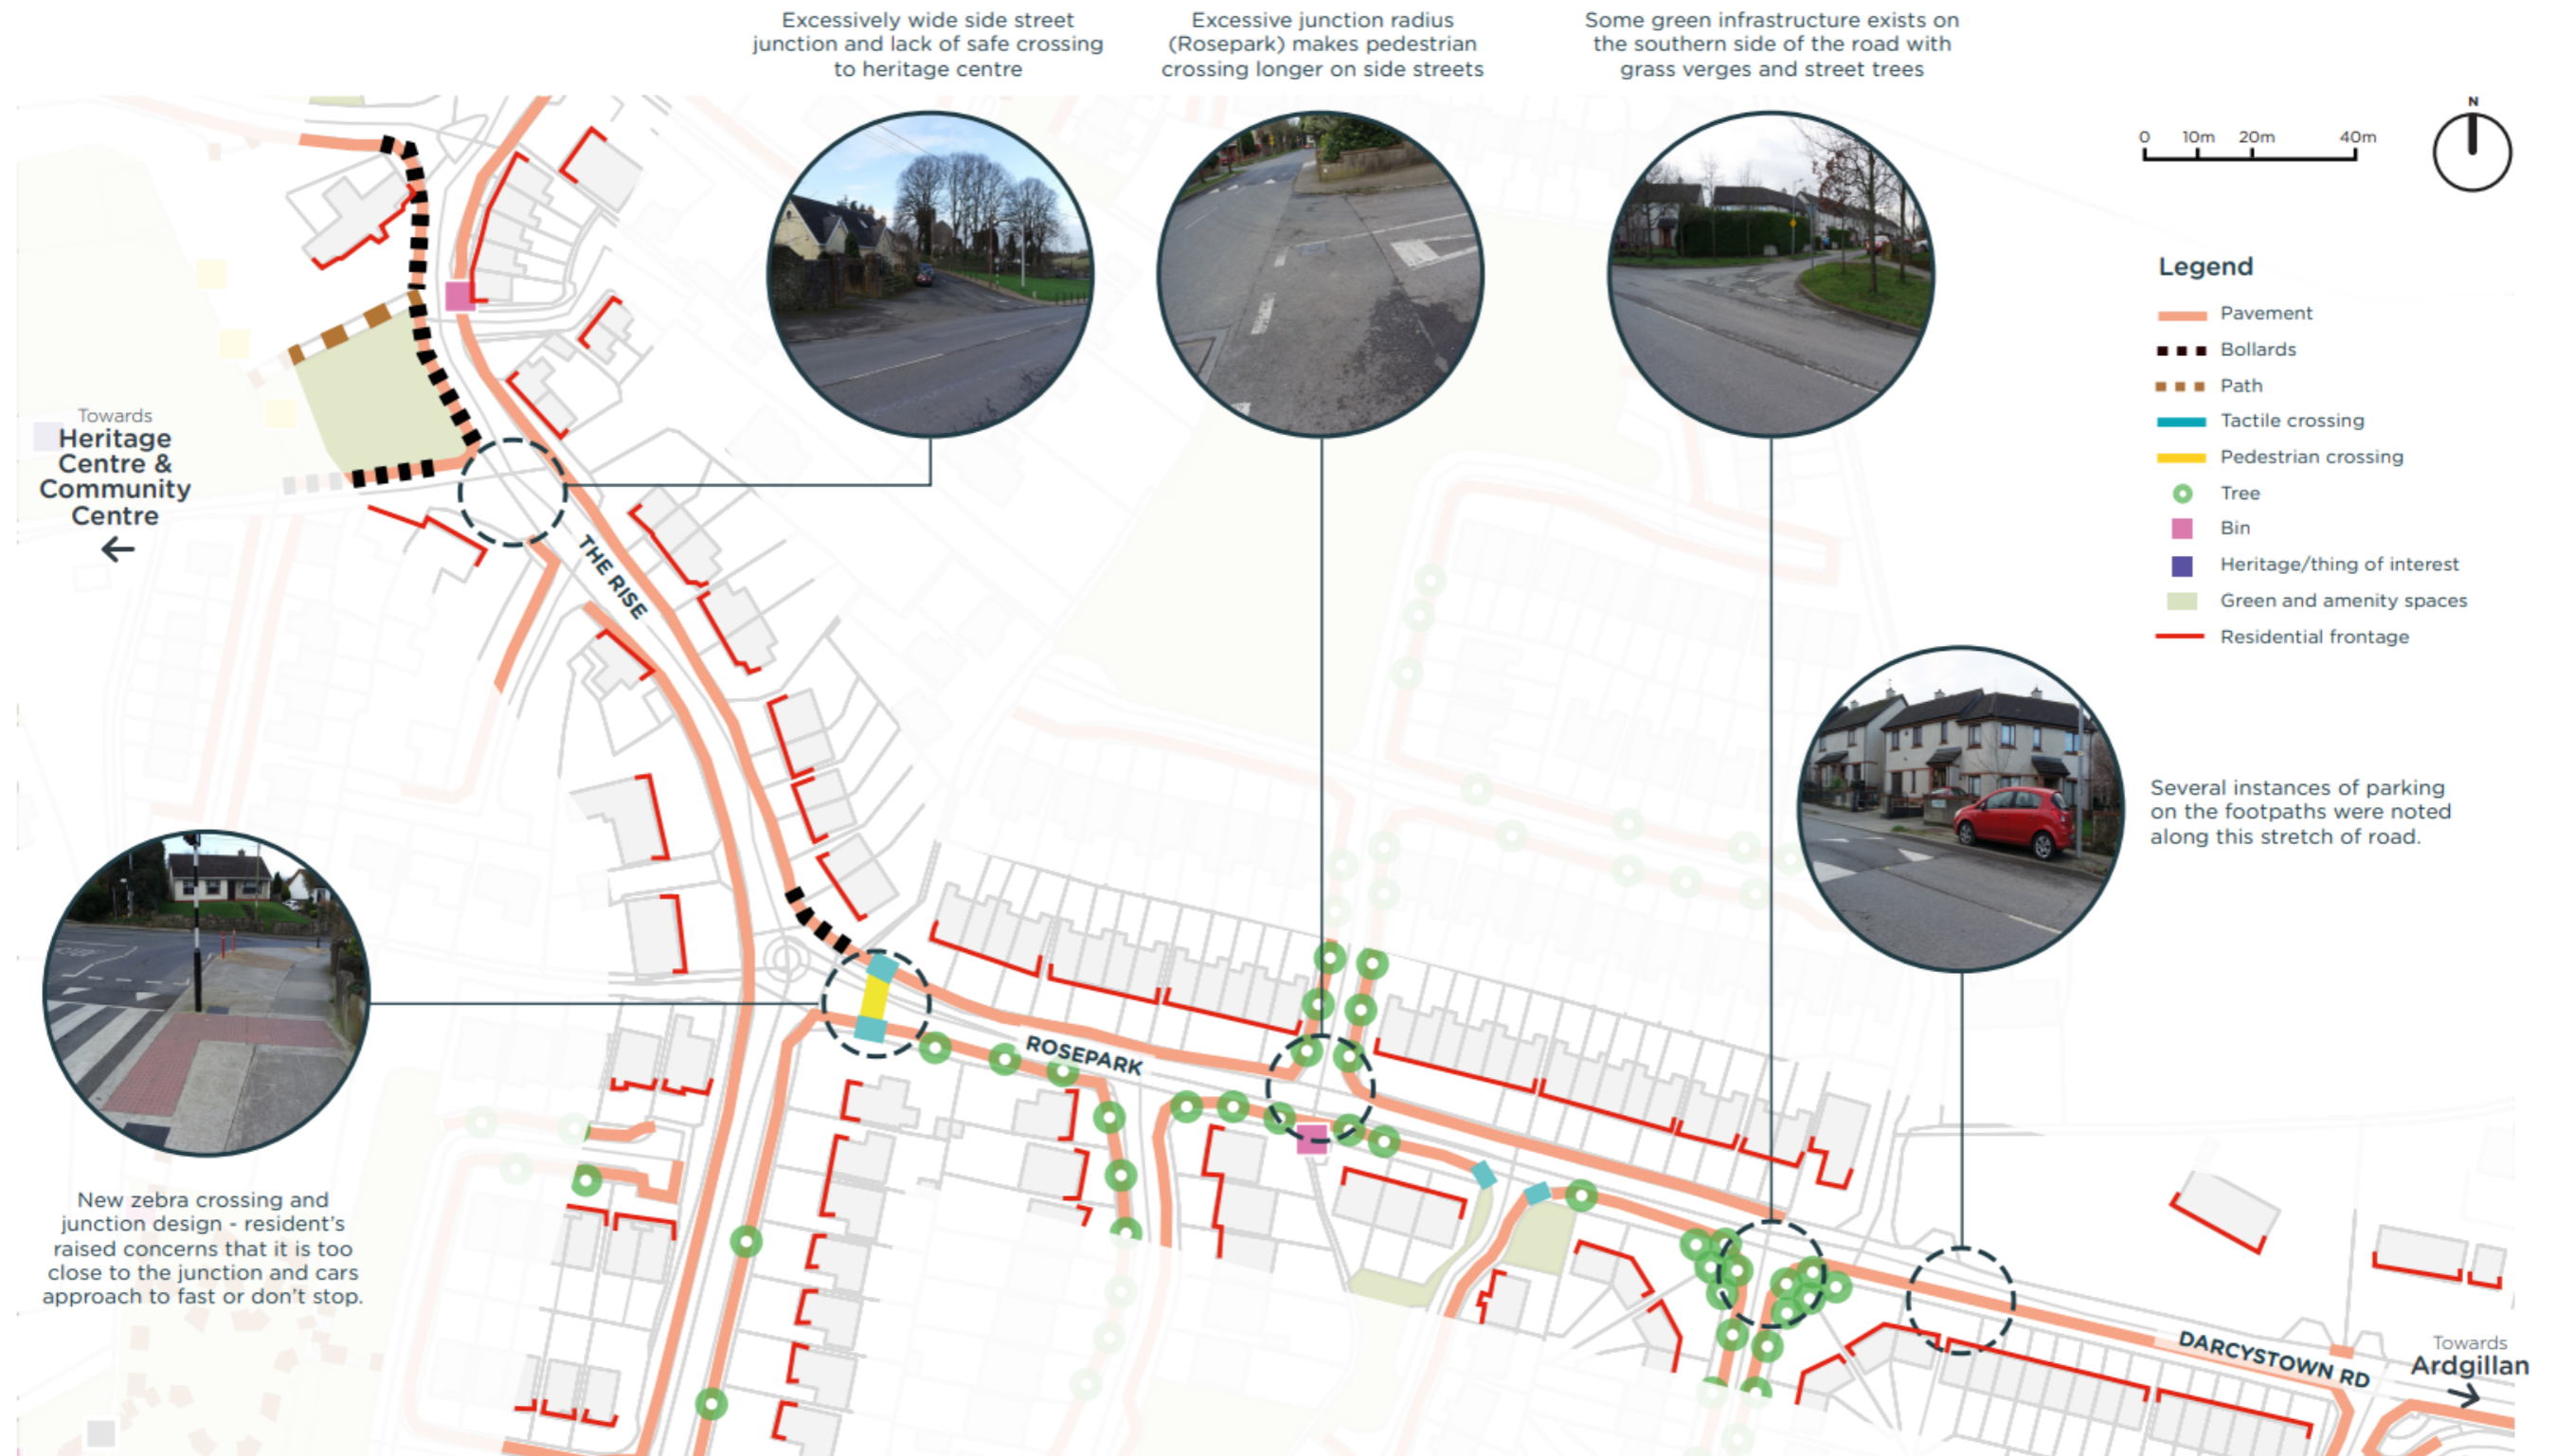 Excessively wide side street
junction and lack of safe crossing
to heritage centre
Excessive junction radius
(Rosepark) makes pedestrian
crossing longer on side streets
Some green infrastructure exists on
the southern side of the road with
grass verges and street trees
N
0 10m 20m 40m
Legend
Pavement
Bollards
Path
Tactile crossing
Pedestrian crossing
Tree
Bin
Heritage/thing of interest
Green and amenity spaces
Residential frontage
Towards
Heritage
Centre &
Community
Centre
THE RISE
Several instances of parking
on the footpaths were noted
along this stretch of road.
ROSEPARK
New zebra crossing and
junction design - resident's
raised concerns that it is too
close to the junction and cars
approach to fast or don't stop.
DARCYSTOWN RD
Towards
Ardgillan